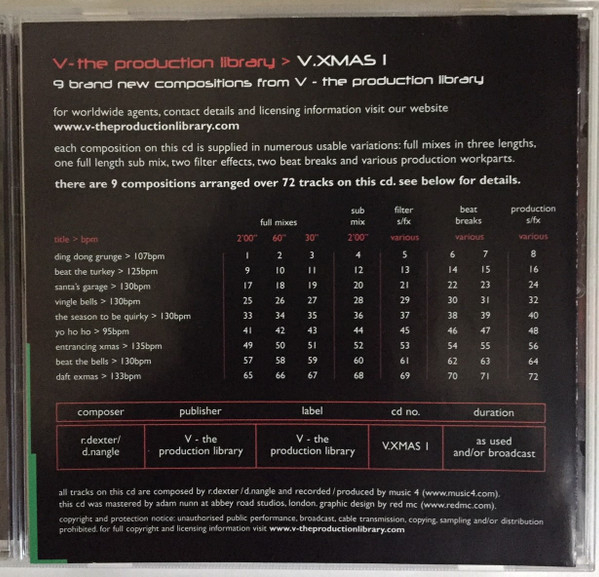 V-the production library > V.XMAS 1
9 brand new compositions from V - the production library
for worldwide agents, contact details and licensing information visit our website
www.v-theproductionlibrary.com
each composition on this cd is supplied in numerous usable variations: full mixes in three lengths,
one full length sub mix, two filter effects, two beat breaks and various production workparts.
there are 9 compositions arranged over 72 tracks on this cd. see below for details.
full mixes sub mix filter s/fx beat breaks production s/fx
title > bpm 2'00" 60" 30" 2'00" various various various
ding dong grunge > 107bpm 1 2 3 4 5 6 7 8
beat the turkey > 125bpm 9 10 11 12 13 14 15 16
santa's garage > 130bpm 17 18 19 20 21 22 23 24
vingle bells > 130bpm 25 26 27 28 29 30 31 32
the season to be quirky > 130bpm 33 34 35 36 37 38 39 40
yo ho ho > 95bpm 41 42 43 44 45 46 47 48
entrancing xmas > 135bpm 49 50 51 52 53 54 55 56
beat the bells > 130bpm 57 58 59 60 61 62 63 64
daft exmas > 133bpm 65 66 67 68 69 70 71 72
composer publisher label cd no. duration
r.dexter/ V - the V - the V.XMAS 1 as used
d.nangle production library production library and/or broadcast
all tracks on this cd are composed by r.dexter/d.nangle and recorded/produced by music 4 (www.music4.com).
this cd was mastered by adam nunn at abbey road studios, london. graphic design by red mc (www.redmc.com).
copyright and protection notice: unauthorised public performance, broadcast, cable transmission, copying, sampling and/or distribution
prohibited. for full copyright and licensing information visit www.v-theproductionlibrary.com